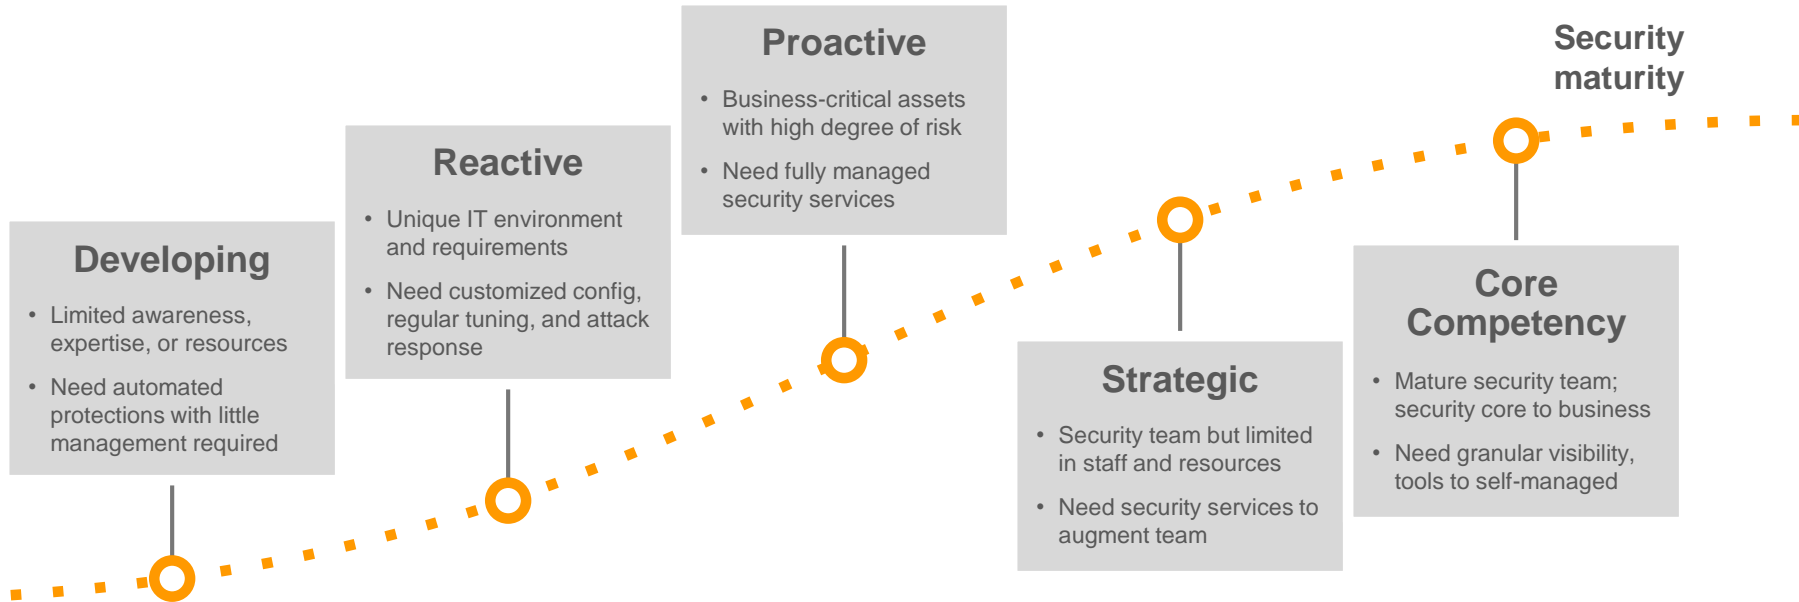 Developing
• Limited awareness,
expertise, or resources
• Need automated
protections with little
management required
Reactive
• Unique IT environment
and requirements
• Need customized config,
regular tuning, and attack
response
Proactive
• Business-critical assets
with high degree of risk
• Need fully managed
security services
Strategic
• Security team but limited
in staff and resources
• Need security services to
augment team
Core
Competency
• Mature security team;
security core to business
• Need granular visibility,
tools to self-managed
Security
maturity